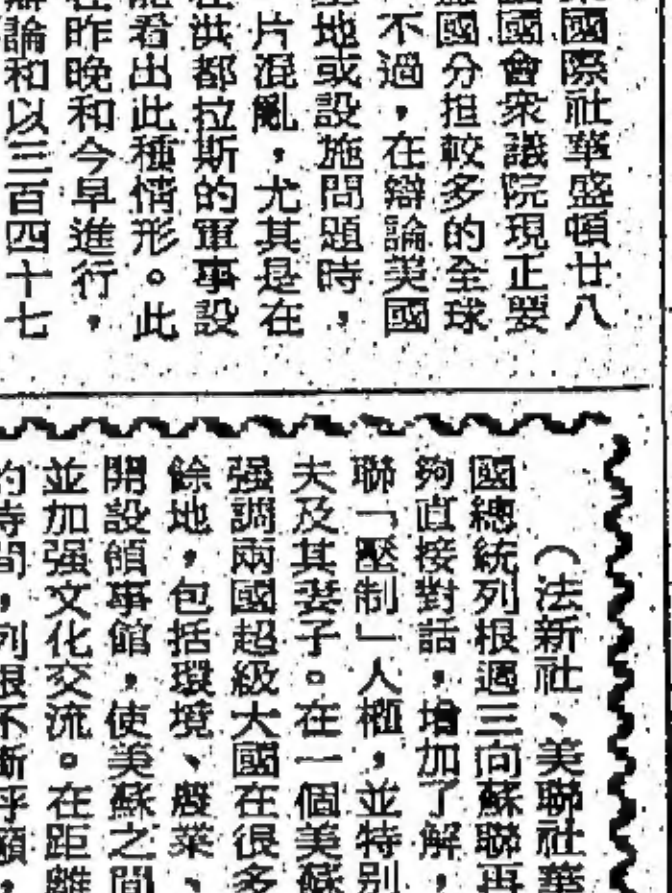 國際社華盛頓廿八
國會衆議院現正要
國分担較多的全球
不過，在辯論美國
地或設施問題時，
片混亂，尤其是在
洪都拉斯的軍事設
能看出此種情形。此
在昨晚和今早進行，
辯論和以三百四十七
（法新社、美聯社華
國總統列根週三向蘇聯再
夠直接對話，增加了解，
聯「壓制」人權，並特別
夫及其妻子。在一個美蘇
强調兩國超級大國在很多
餘地，包括環境、農業、
開設領事館，使美蘇之間
並加强文化交流。在距離
的時間，列根不斷呼籲，